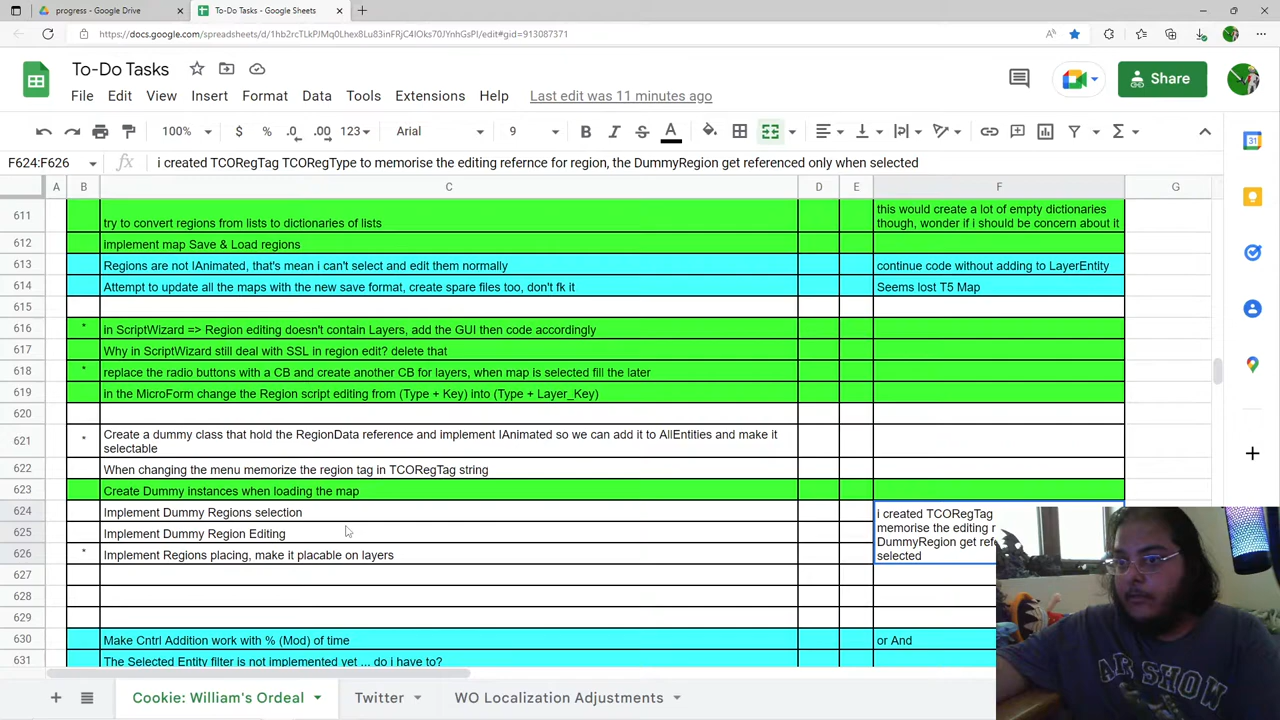 progress - Google Drive
To-Do Tasks - Google Sheets
https://docs.google.com/spreadsheets/d/1hb2rcTLkPJMq0Lhex8Lu83inFRjC4IOks70JYnhGsPI/edit#gid=913087371
To-Do Tasks
Share
File Edit View Insert Format Data Tools Extensions Help Last edit was 11 minutes ago
100% $ % .0 .00 123 Arial 9 B I S A
F624:F626 fx i created TCORegTag TCORegType to memorise the editing refernce for region, the DummyRegion get referenced only when selected
A B C D E F G
611 try to convert regions from lists to dictionaries of lists this would create a lot of empty dictionaries
though, wonder if i should be concern about it
612 implement map Save & Load regions
613 Regions are not IAnimated, that's mean i can't select and edit them normally continue code without adding to LayerEntity
614 Attempt to update all the maps with the new save format, create spare files too, don't fk it Seems lost T5 Map
615
616 * in ScriptWizard => Region editing doesn't contain Layers, add the GUI then code accordingly
617 Why in ScriptWizard still deal with SSL in region edit? delete that
618 * replace the radio buttons with a CB and create another CB for layers, when map is selected fill the later
619 in the MicroForm change the Region script editing from (Type + Key) into (Type + Layer_Key)
620
621 * Create a dummy class that hold the RegionData reference and implement IAnimated so we can add it to AllEntities and make it
selectable
622 When changing the menu memorize the region tag in TCORegTag string
623 Create Dummy instances when loading the map
624 Implement Dummy Regions selection i created TCORegTag
625 Implement Dummy Region Editing memorise the editing r
DummyRegion get ref
626 * Implement Regions placing, make it placable on layers selected
627
628
629
630 Make Cntrl Addition work with % (Mod) of time or And
631 The Selected Entity filter is not implemented yet ... do i have to?
AR SHOW
Cookie: William's Ordeal Twitter WO Localization Adjustments